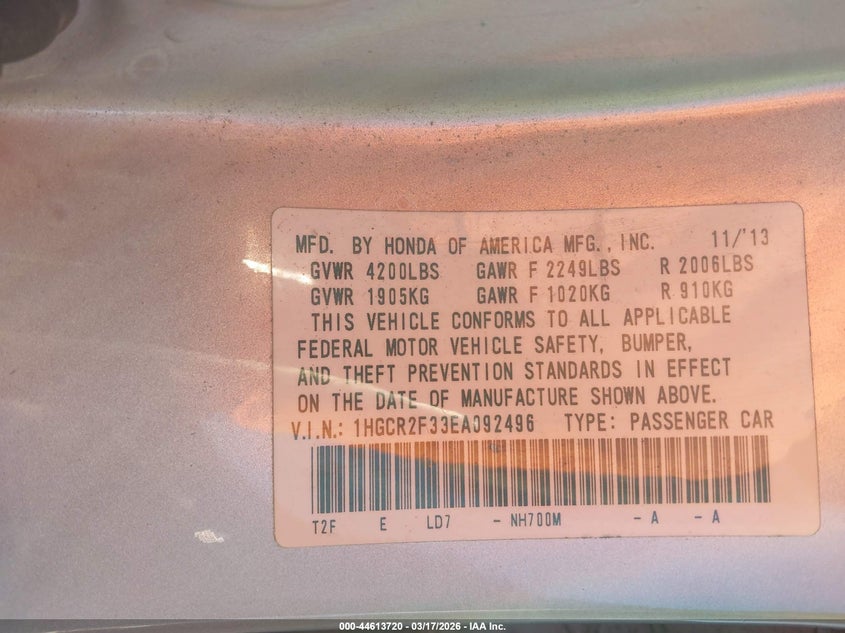 MFD. BY HONDA OF AMERICA MFG., INC. 11/'13
GVWR 4200LBS GAWR F 2249LBS R 2006LBS
GVWR 1905KG GAWR F 1020KG R 910KG
THIS VEHICLE CONFORMS TO ALL APPLICABLE
FEDERAL MOTOR VEHICLE SAFETY, BUMPER,
AND THEFT PREVENTION STANDARDS IN EFFECT
ON THE DATE OF MANUFACTURE SHOWN ABOVE.
V.I.N.: 1HGCR2F33EA092496 TYPE: PASSENGER CAR
T2F E LD7 - NH700M - A - A
000-44613720 - 03/17/2026 - IAA Inc.